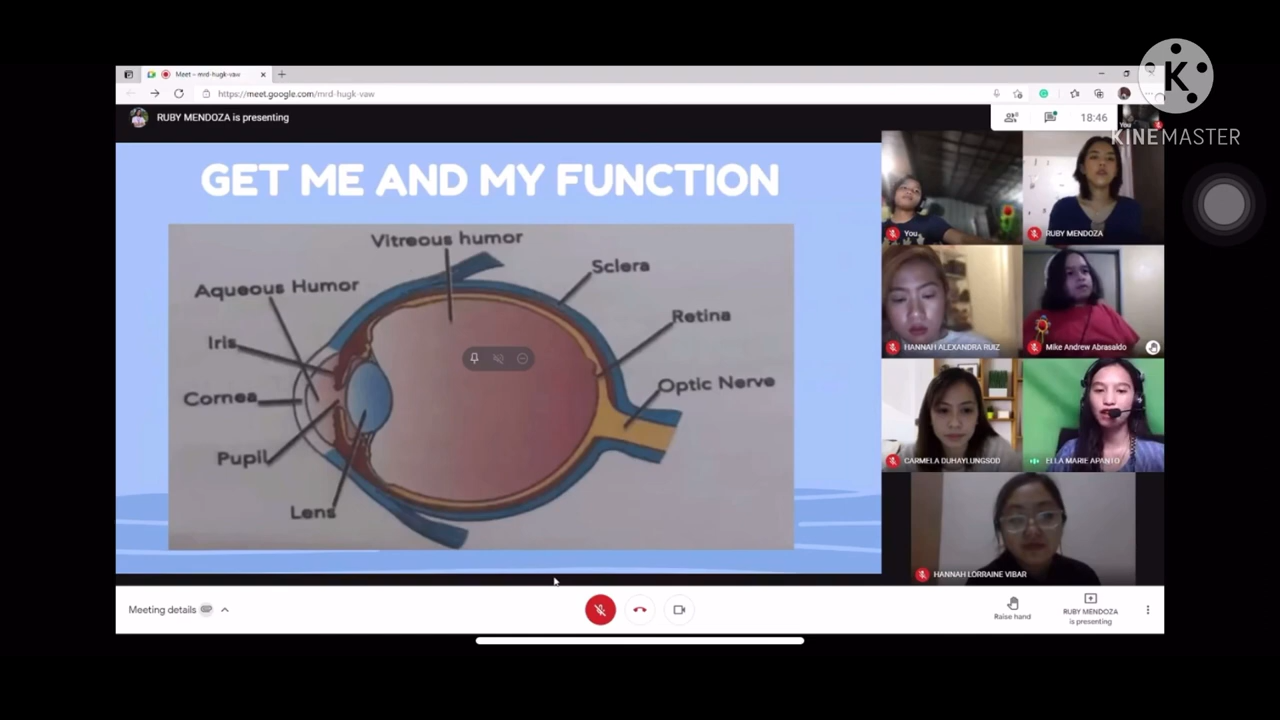 Meet - mrd-hugk-vaw
https://meet.google.com/mrd-hugk-vaw
RUBY MENDOZA is presenting
18:46
You
K
KINEMASTER
GET ME AND MY FUNCTION
Vitreous humor
Sclera
Aqueous Humor
Retina
Iris
Optic Nerve
Cornea
Pupil
Lens
You
RUBY MENDOZA
HANNAH ALEXANDRA RUIZ
Mike Andrew Abrasaldo
CARMELA DUHAYLUNGSOD
ELLA MARIE APANTO
HANNAH LORRAINE VIBAR
Meeting details
Raise hand
RUBY MENDOZA
is presenting